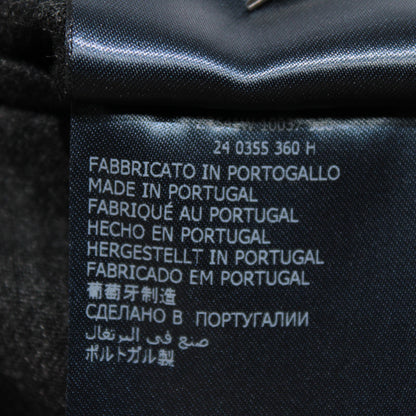 24 0355 360 H
FABBRICATO IN PORTOGALLO
MADE IN PORTUGAL
FABRIQUÉ AU PORTUGAL
HECHO EN PORTUGAL
HERGESTELLT IN PORTUGAL
FABRICADO EM PORTUGAL
葡萄牙制造
СДЕЛАНО В ПОРТУГАЛИИ
صنع في البرتغال
ポルトガル製